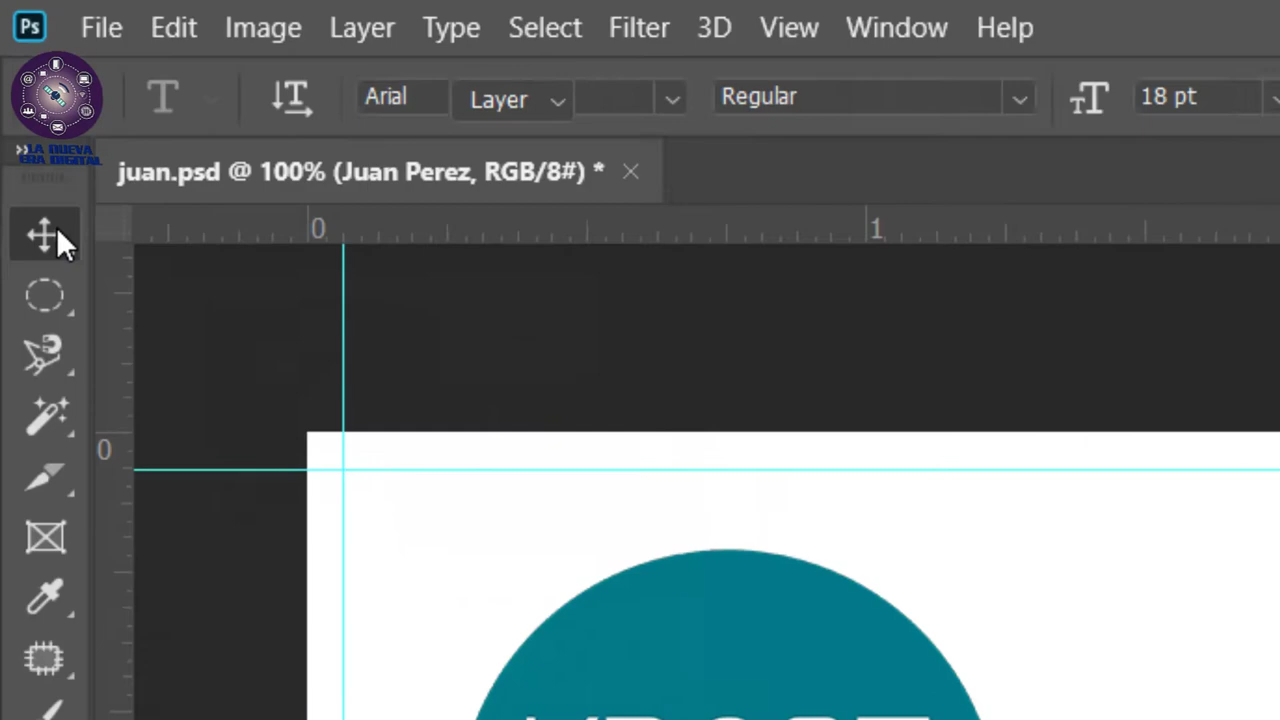 Ps File Edit Image Layer Type Select Filter 3D View Window Help
T Arial Layer Regular 18 pt
LA NUEVA
ERA DIGITAL
juan.psd @ 100% (Juan Perez, RGB/8#) *
0 1
0